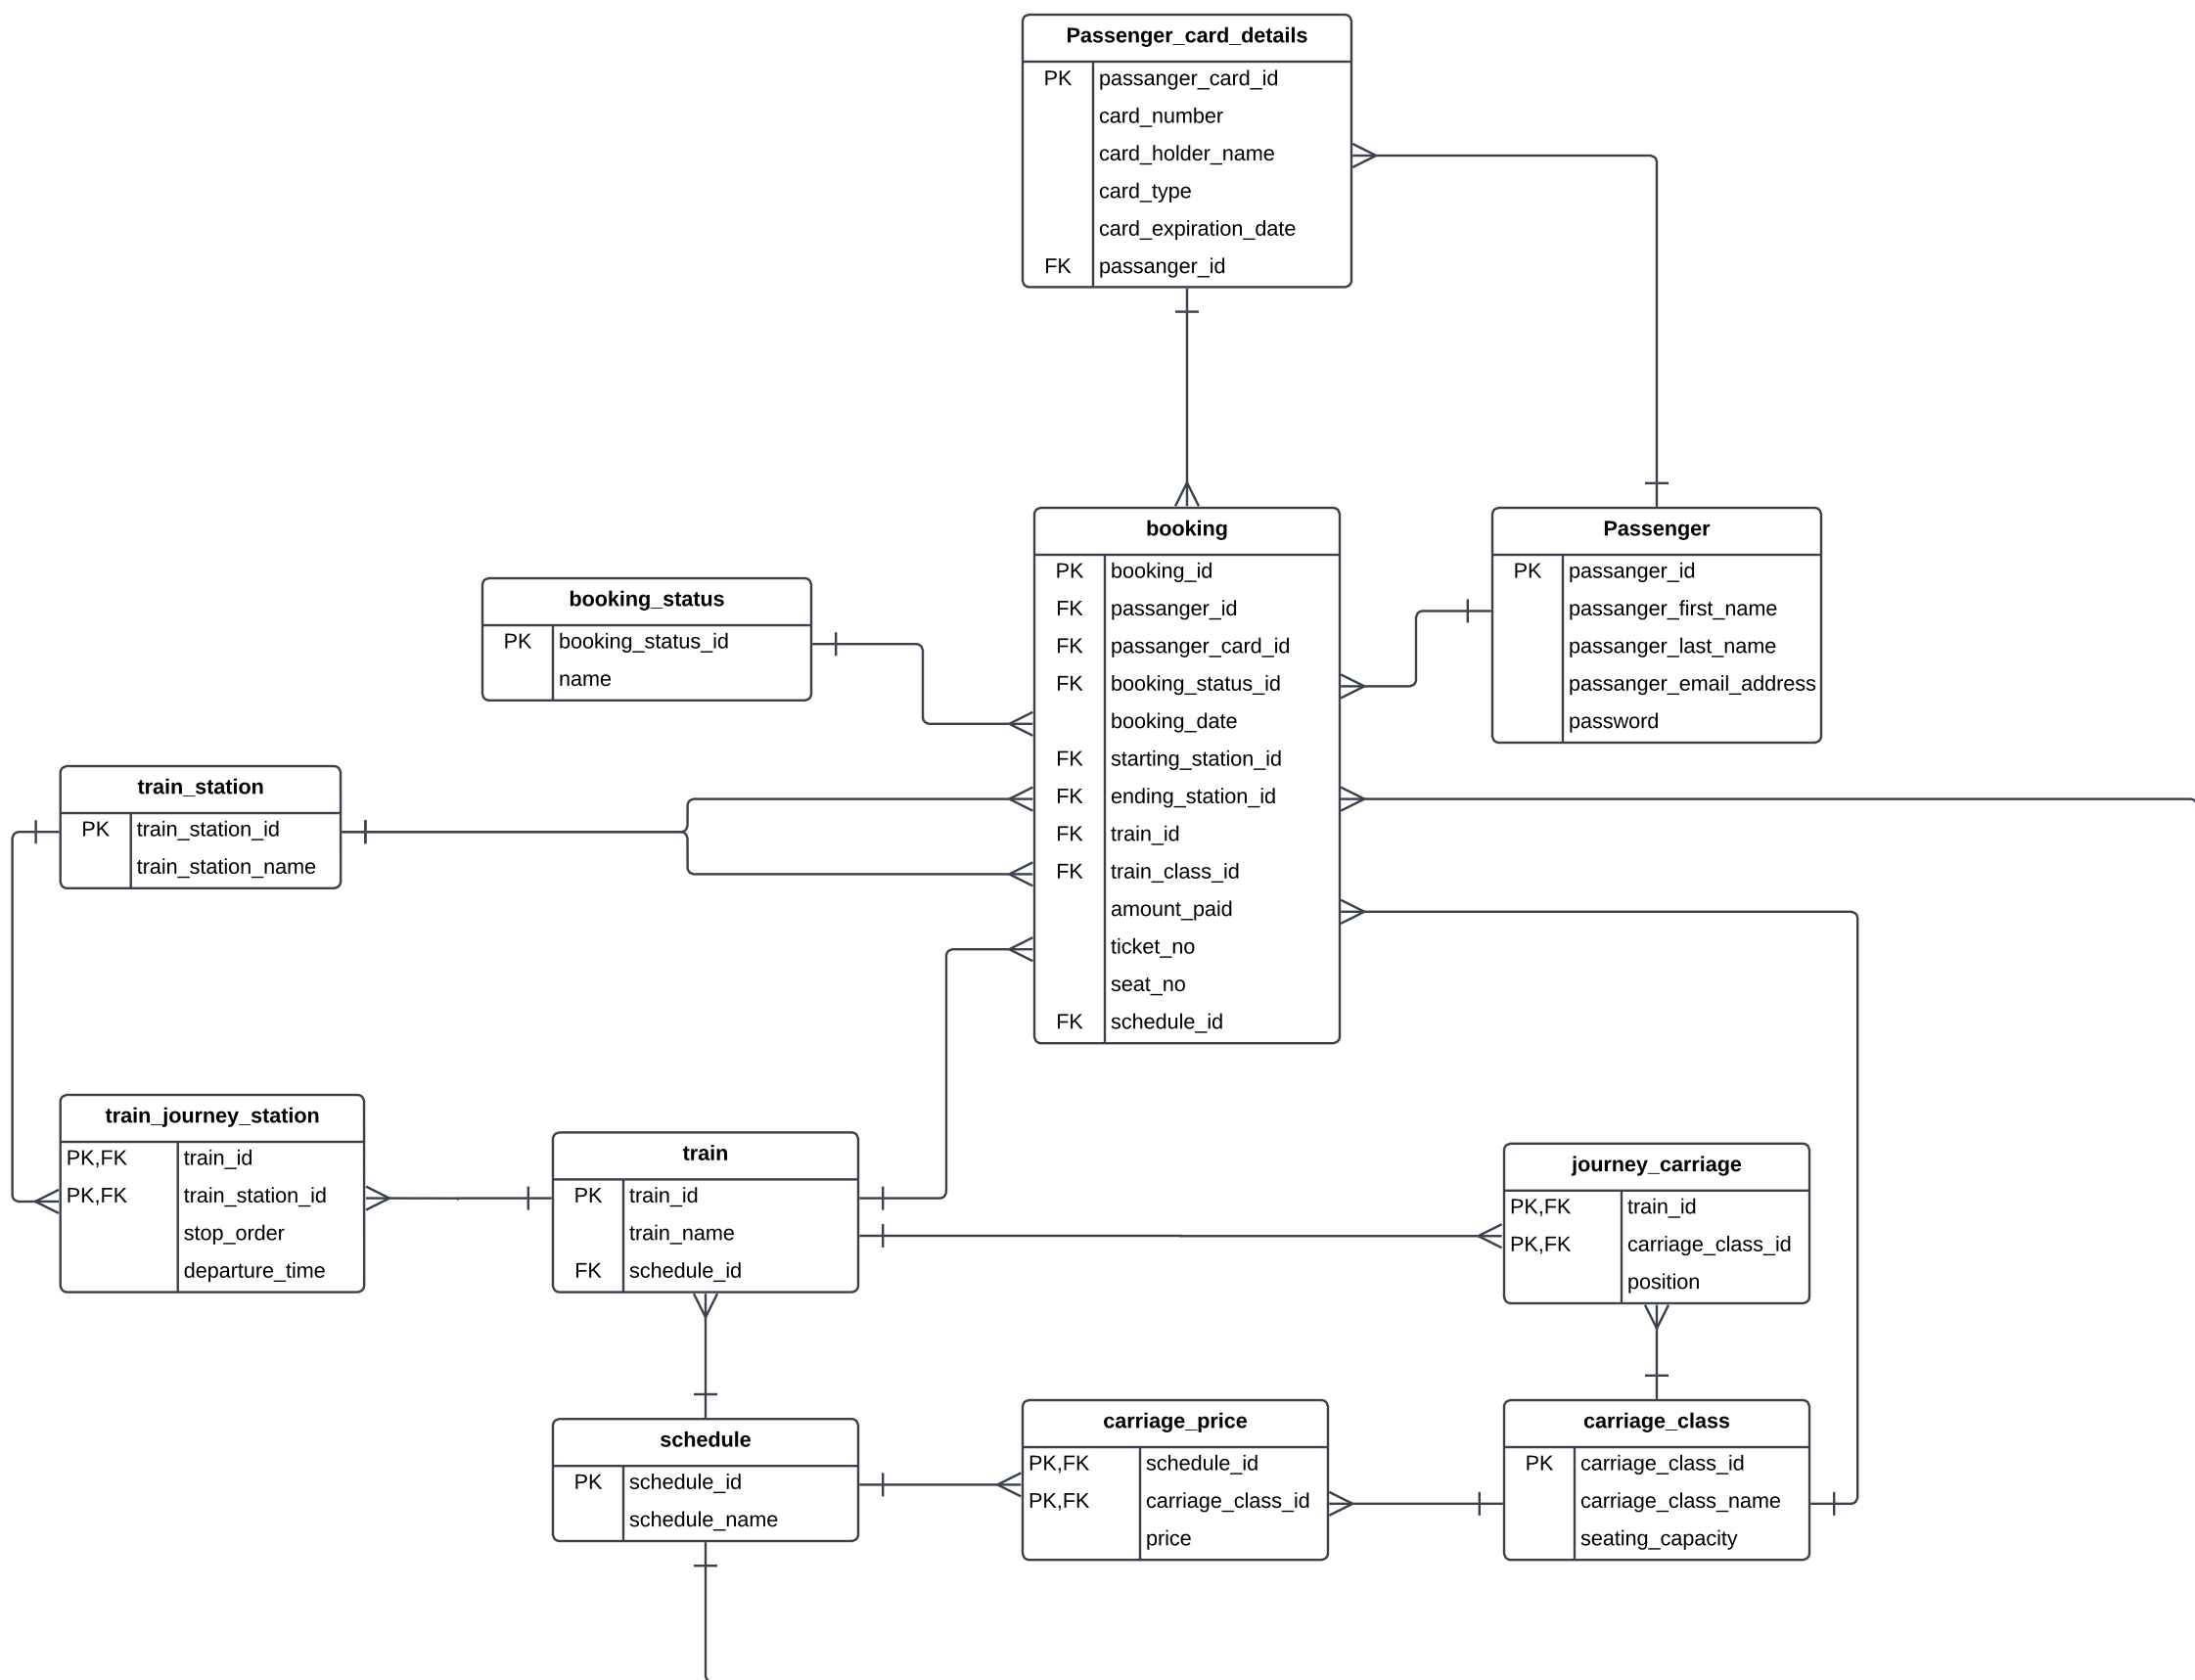 Passenger_card_details
PK passanger_card_id
card_number
card_holder_name
card_type
card_expiration_date
FK passanger_id
booking
PK booking_id
FK passanger_id
FK passanger_card_id
FK booking_status_id
booking_date
FK starting_station_id
FK ending_station_id
FK train_id
FK train_class_id
amount_paid
ticket_no
seat_no
FK schedule_id
Passenger
PK passanger_id
passanger_first_name
passanger_last_name
passanger_email_address
password
booking_status
PK booking_status_id
name
train_station
PK train_station_id
train_station_name
train_journey_station
PK,FK train_id
PK,FK train_station_id
stop_order
departure_time
train
PK train_id
train_name
FK schedule_id
journey_carriage
PK,FK train_id
PK,FK carriage_class_id
position
schedule
PK schedule_id
schedule_name
carriage_price
PK,FK schedule_id
PK,FK carriage_class_id
price
carriage_class
PK carriage_class_id
carriage_class_name
seating_capacity